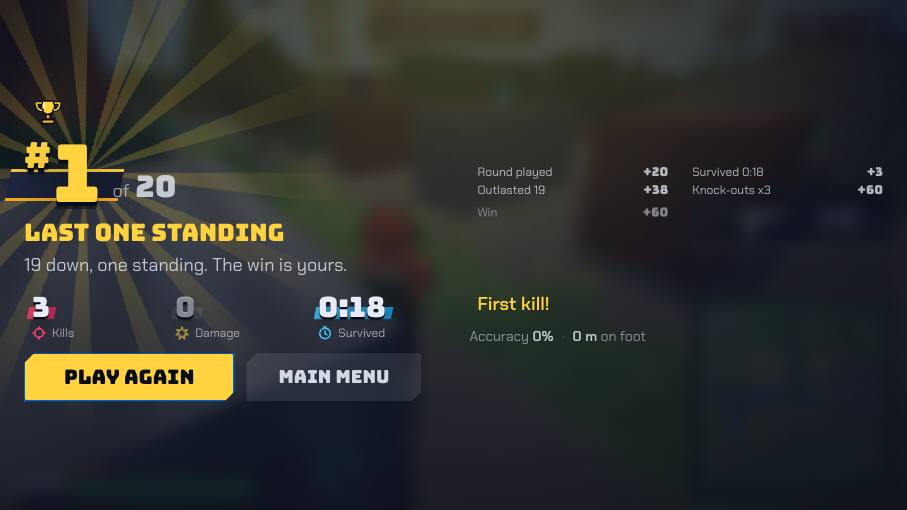 #1 of 20
LAST ONE STANDING
19 down, one standing. The win is yours.
3 0 0:18
Kills Damage Survived
PLAY AGAIN MAIN MENU
Round played +20 Survived 0:18 +3
Outlasted 19 +38 Knock-outs x3 +60
Win +60
First kill!
Accuracy 0% · 0 m on foot